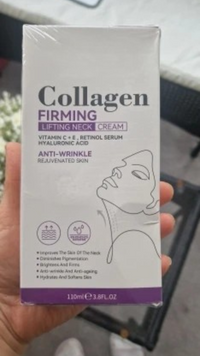 Collagen
FIRMING
LIFTING NECK CREAM
VITAMIN C + E , RETINOL SERUM
HYALURONIC ACID
ANTI-WRINKLE
REJUVENATED SKIN
• Improves The Skin Of The Neck
• Diminishes Pigmentation
• Brightens And Firms
• Anti-wrinkle And Anti-ageing
• Hydrates And Softens Skin
110ml e 3.8FL.OZ